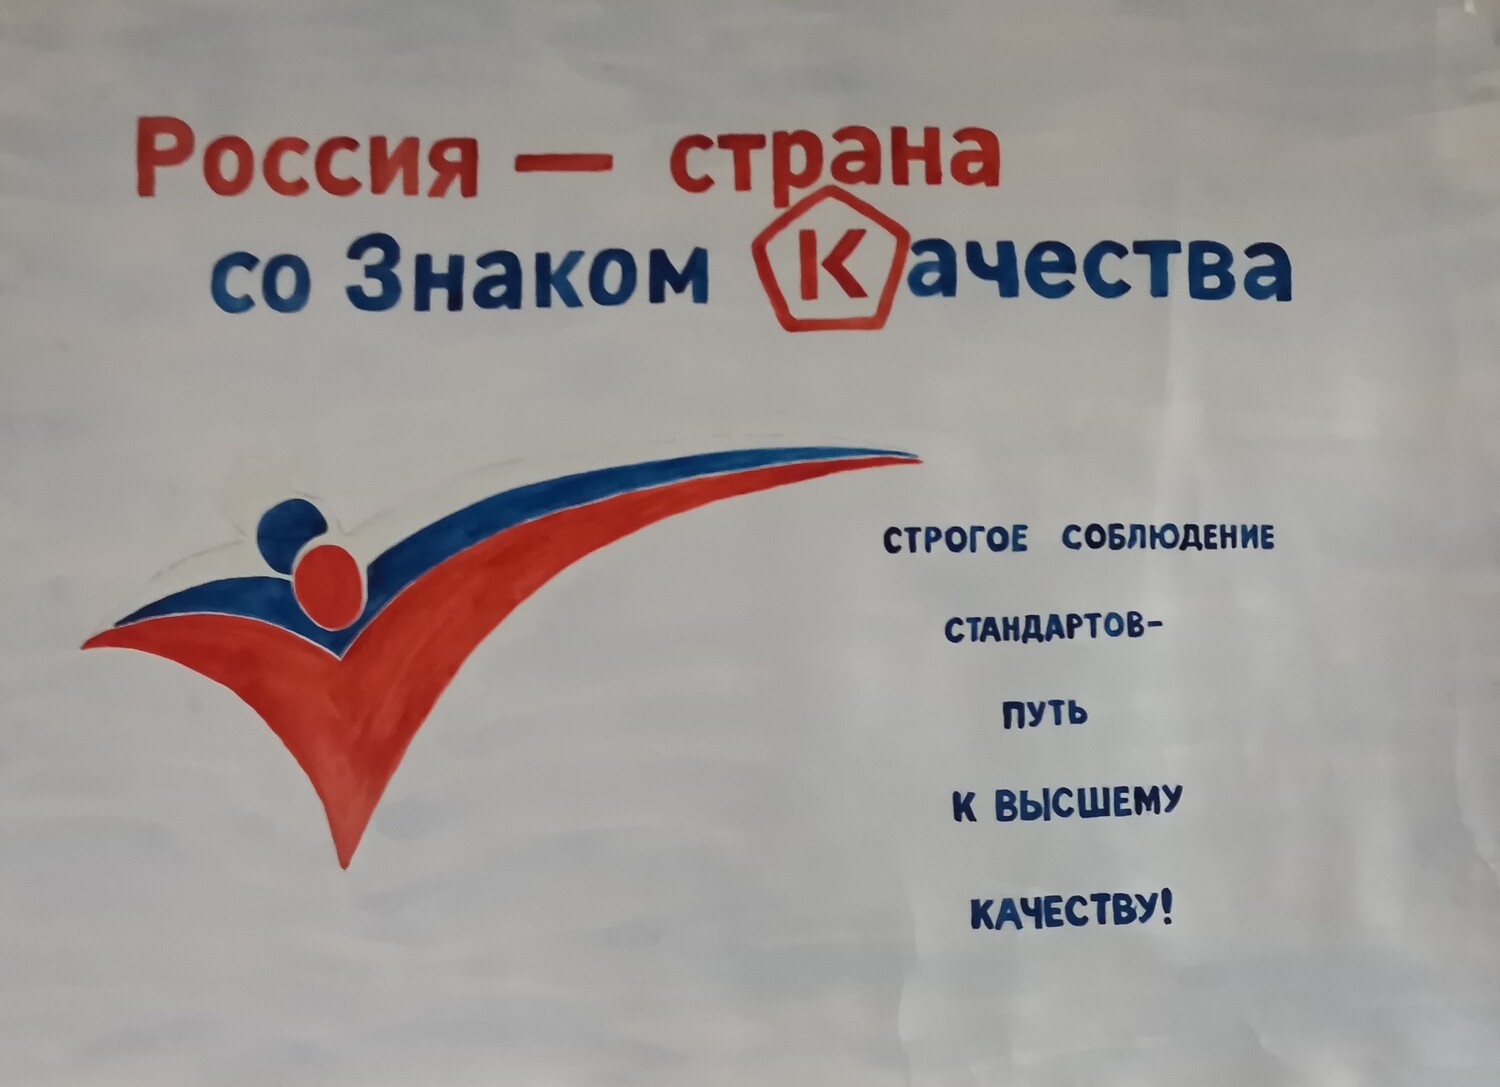 Россия — страна
со Знаком Качества
СТРОГОЕ СОБЛЮДЕНИЕ
СТАНДАРТОВ-
ПУТЬ
К ВЫСШЕМУ
КАЧЕСТВУ!